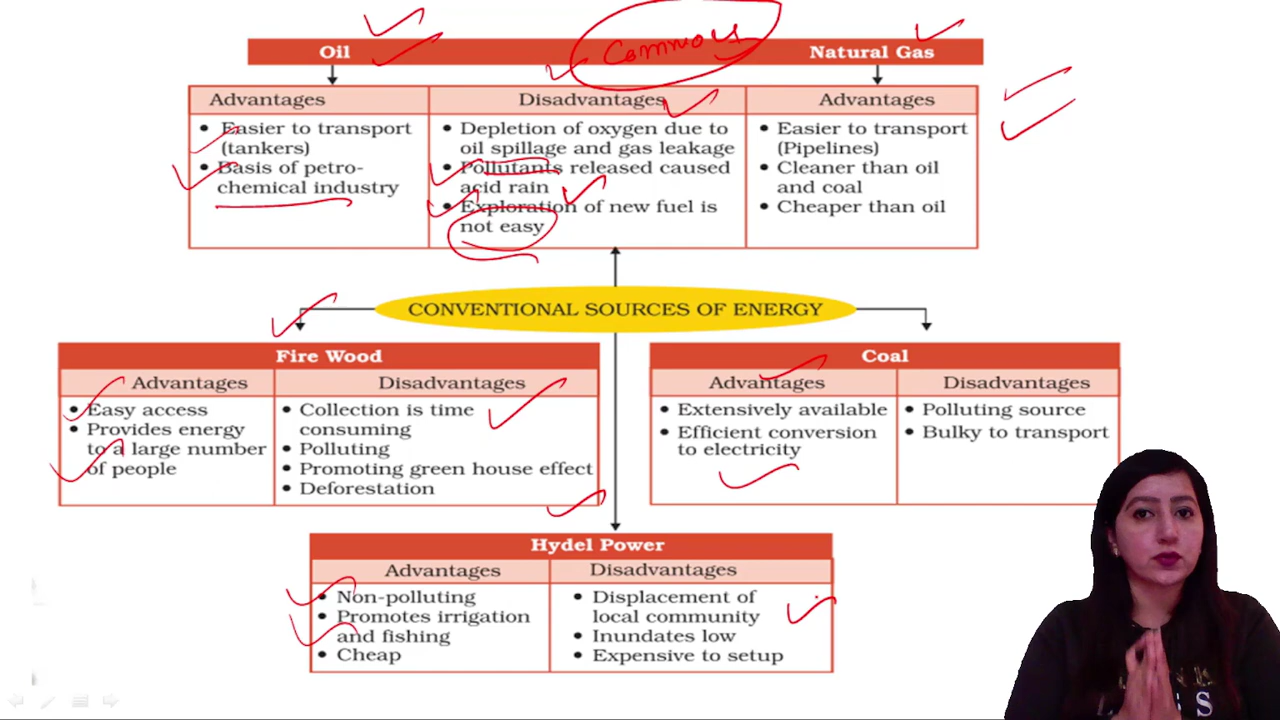 Common
Oil
Natural Gas
Advantages
Disadvantages
Advantages
• Easier to transport
(tankers)
• Basis of petro-
chemical industry
• Depletion of oxygen due to
oil spillage and gas leakage
• Pollutants released caused
acid rain
• Exploration of new fuel is
not easy
• Easier to transport
(Pipelines)
• Cleaner than oil
and coal
• Cheaper than oil
CONVENTIONAL SOURCES OF ENERGY
Fire Wood
Advantages
Disadvantages
• Easy access
• Provides energy
to a large number
of people
• Collection is time
consuming
• Polluting
• Promoting green house effect
• Deforestation
Coal
Advantages
Disadvantages
• Extensively available
• Efficient conversion
to electricity
• Polluting source
• Bulky to transport
Hydel Power
Advantages
Disadvantages
• Non-polluting
• Promotes irrigation
and fishing
• Cheap
• Displacement of
local community
• Inundates low
• Expensive to setup